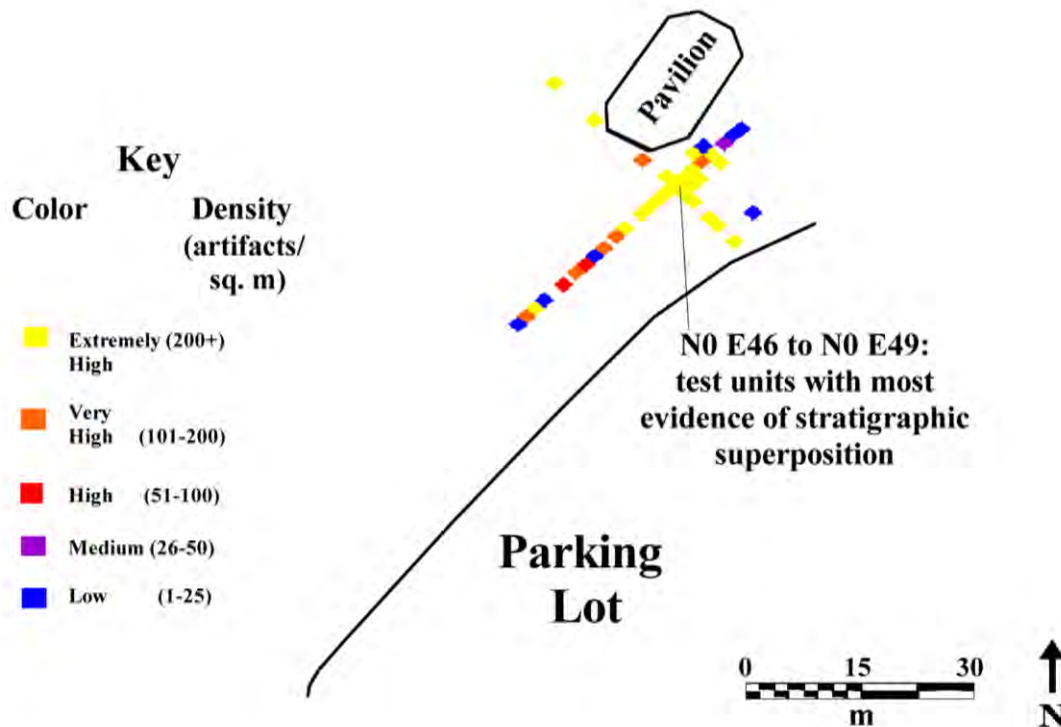 Pavilion
Key
Color
Density
(artifacts/
sq. m)
Extremely (200+)
High
Very
High (101-200)
High (51-100)
Medium (26-50)
Low (1-25)
N0 E46 to N0 E49:
test units with most
evidence of stratigraphic
superposition
Parking
Lot
0 15 30
m
N